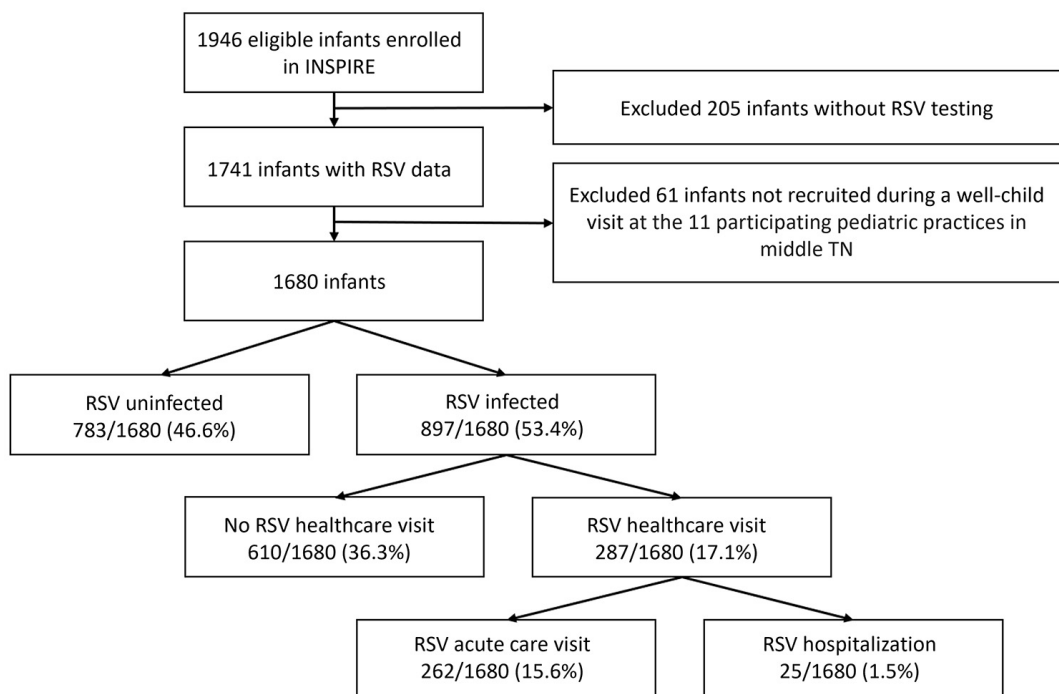 1946 eligible infants enrolled
in INSPIRE
Excluded 205 infants without RSV testing
1741 infants with RSV data
Excluded 61 infants not recruited during a well-child
visit at the 11 participating pediatric practices in
middle TN
1680 infants
RSV uninfected
783/1680 (46.6%)
RSV infected
897/1680 (53.4%)
No RSV healthcare visit
610/1680 (36.3%)
RSV healthcare visit
287/1680 (17.1%)
RSV acute care visit
262/1680 (15.6%)
RSV hospitalization
25/1680 (1.5%)